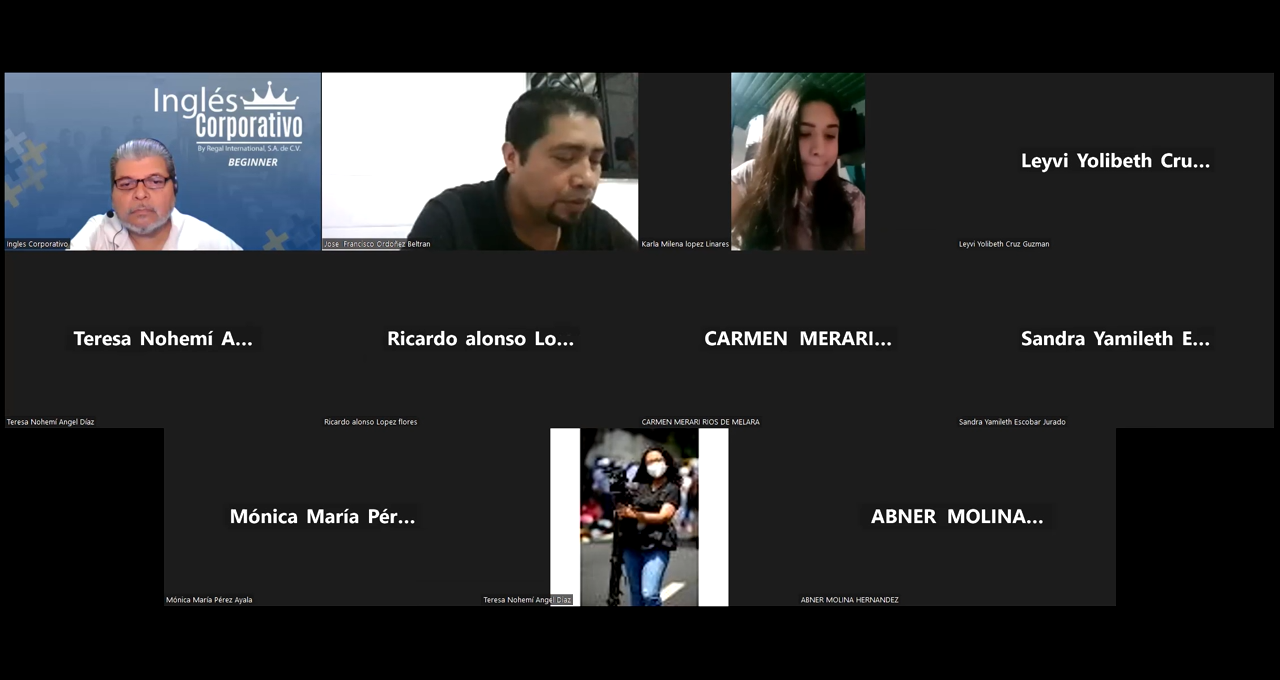 Inglés
Corporativo
By Regal International, S.A. de C.V.
BEGINNER
Ingles Corporativo
Jose Francisco Ordoñez Beltran
Karla Milena lopez Linares
Leyvi Yolibeth Cru...
Leyvi Yolibeth Cruz Guzman
Teresa Nohemí A...
Teresa Nohemí Angel Díaz
Ricardo alonso Lo...
Ricardo alonso Lopez flores
CARMEN MERARI...
CARMEN MERARI RIOS DE MELARA
Sandra Yamileth E...
Sandra Yamileth Escobar Jurado
Mónica María Pér...
Mónica María Pérez Ayala
Teresa Nohemí Angel Díaz
ABNER MOLINA...
ABNER MOLINA HERNANDEZ